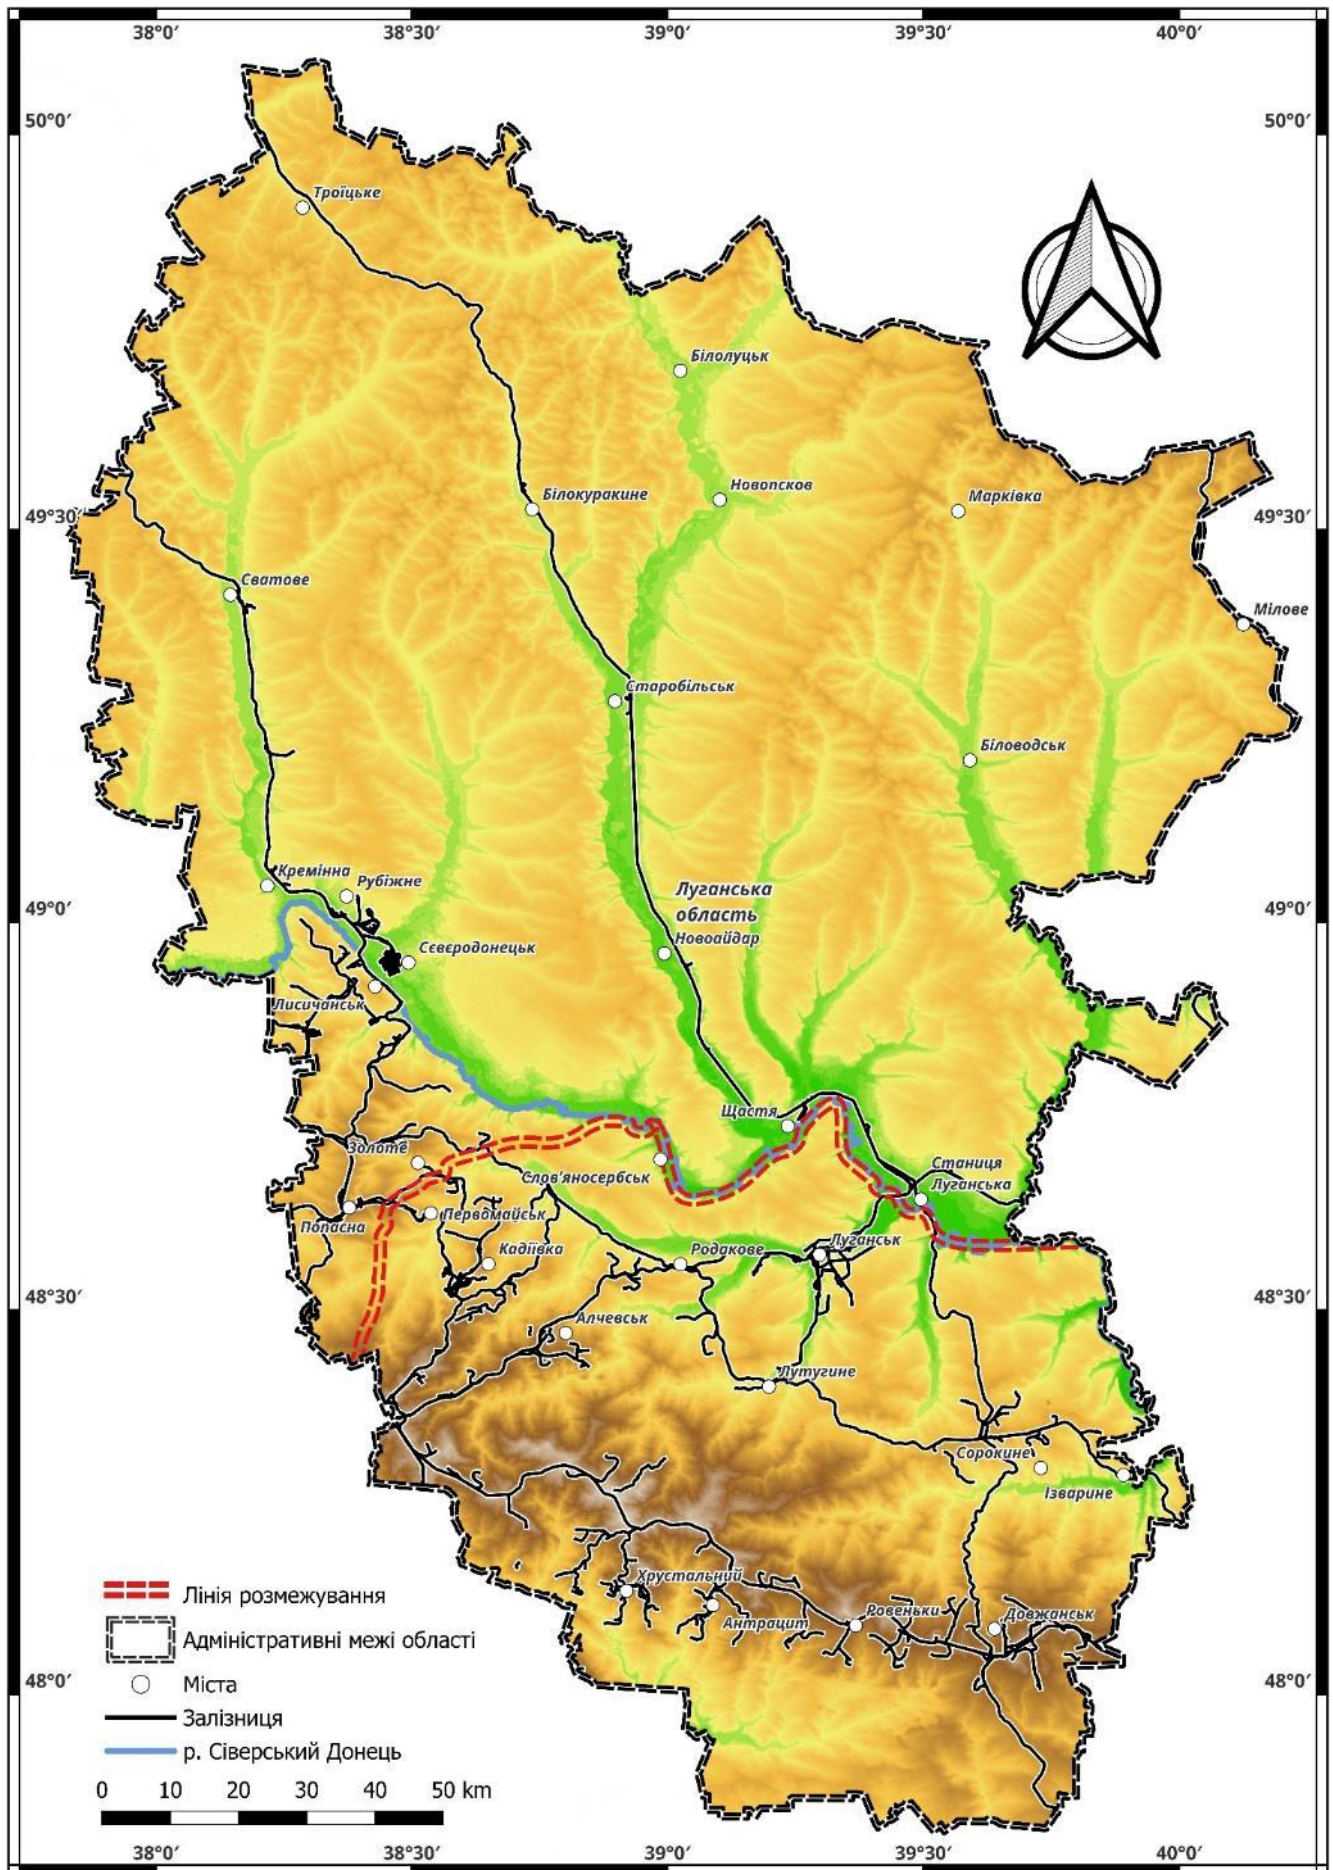 38°0′ 38°30′ 39°0′ 39°30′ 40°0′
50°0′ 50°0′
Троїцьке
Білолуцьк
Новопсков
Білокуракине
Марківка
49°30′ 49°30′
Сватове
Мілове
Старобільськ
Біловодськ
Кремінна
Рубіжне
Луганська
область
49°0′ 49°0′
Новоайдар
Сєвєродонецьк
Лисичанськ
Щастя
Золоте
Станиця
Луганська
Слов'яносербськ
Попасна
Первомайськ
Кадіївка
Родакове
Луганськ
48°30′ 48°30′
Алчевськ
Лутугине
Сорокине
Ізварине
Хрустальний
Антрацит
Ровеньки
Довжанськ
48°0′
Лінія розмежування
Адміністративні межі області
Міста
48°0′
Залізниця
р. Сіверський Донець
0 10 20 30 40 50 km
38°0′ 38°30′ 39°0′ 39°30′ 40°0′